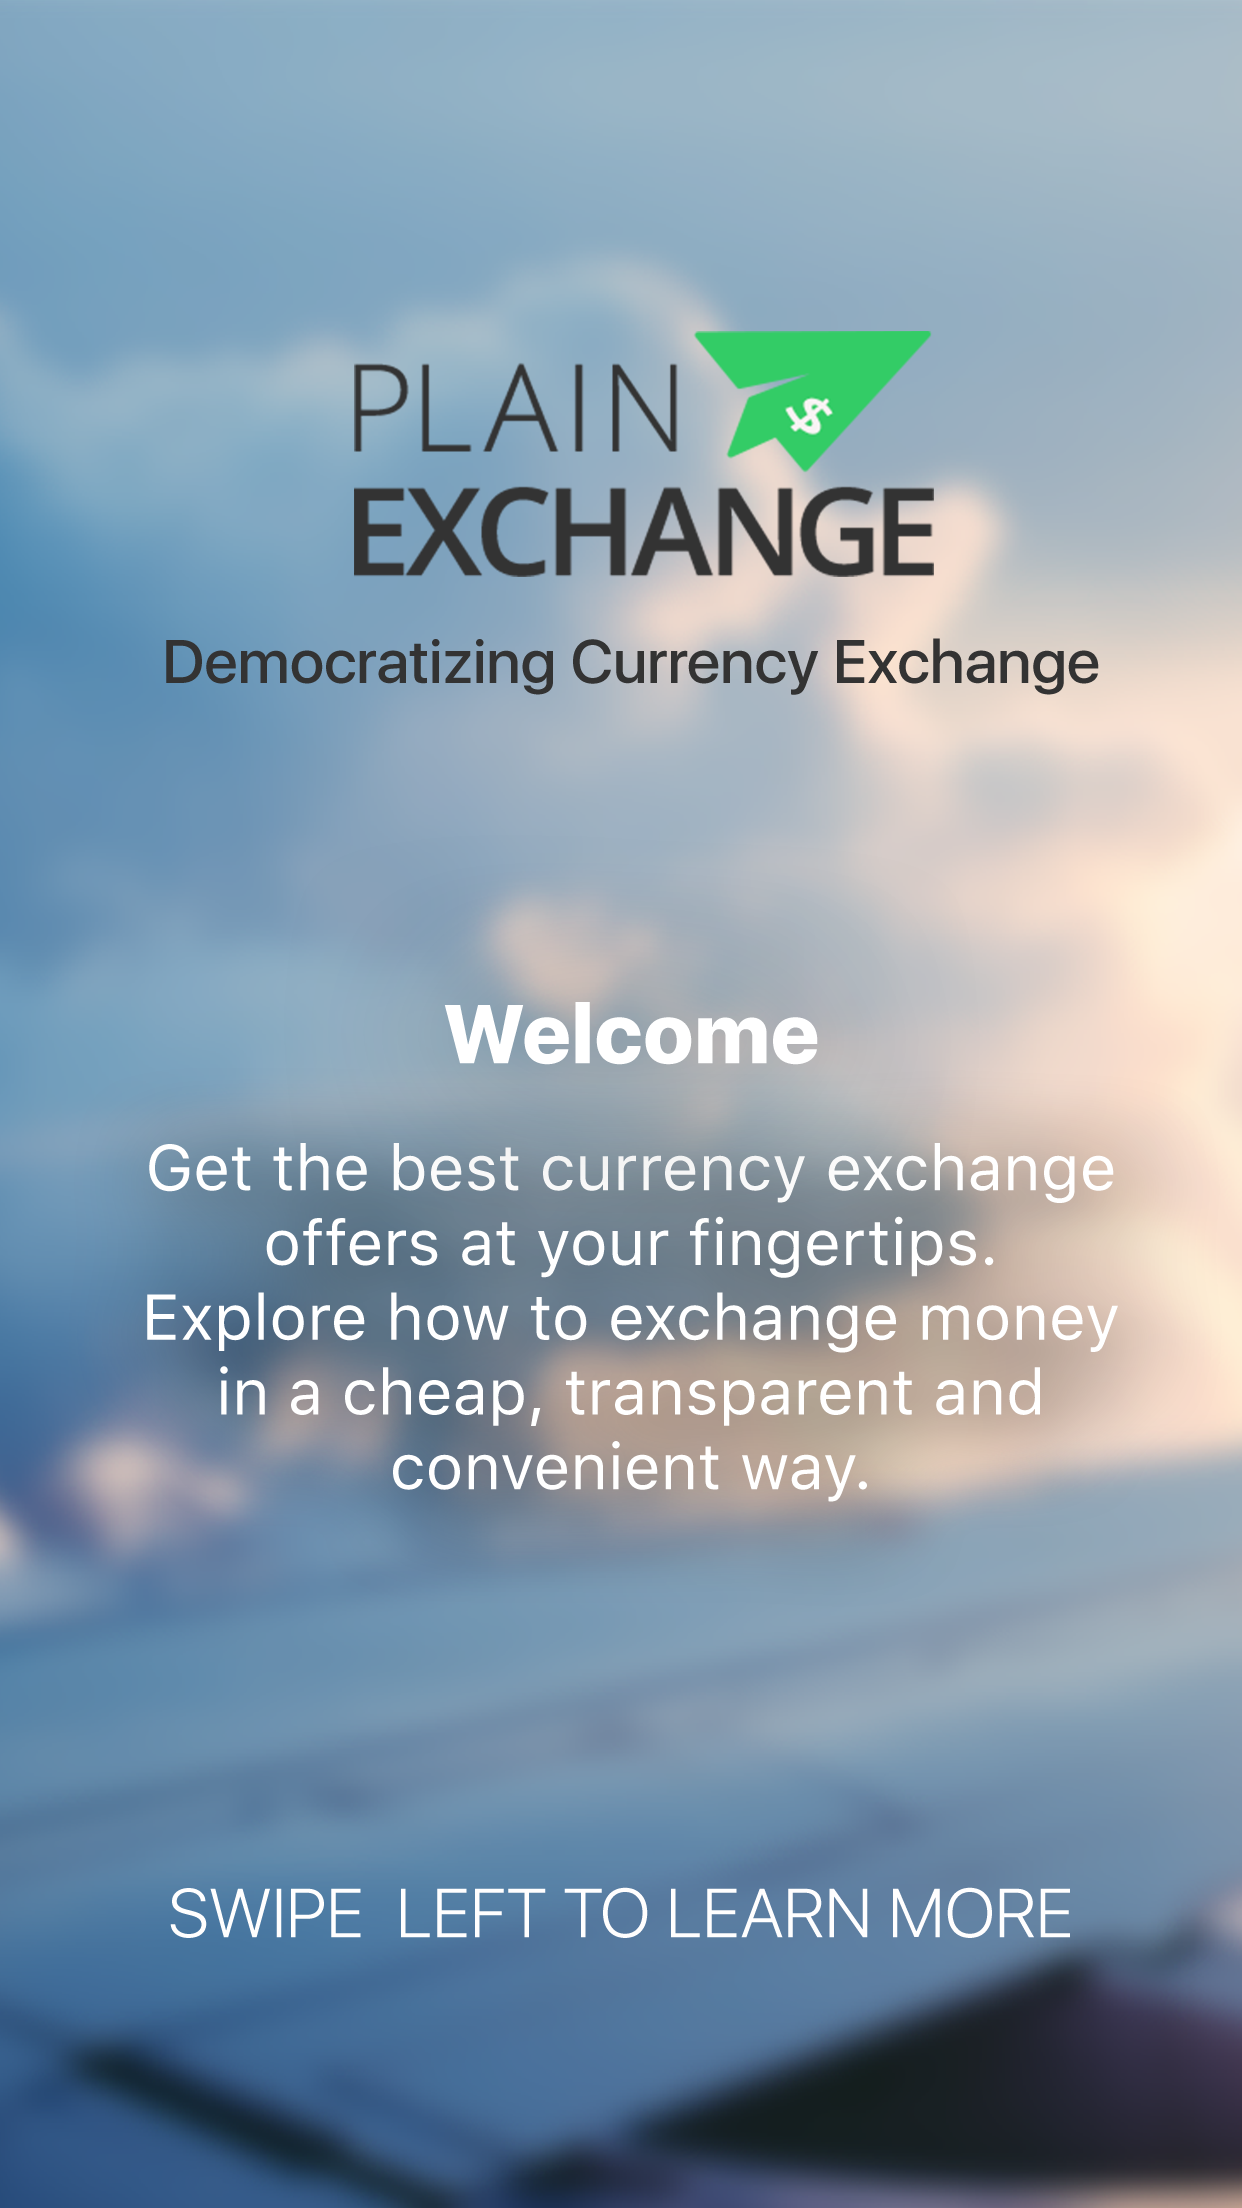 PLAIN
$
EXCHANGE
Democratizing Currency Exchange
Welcome
Get the best currency exchange
offers at your fingertips.
Explore how to exchange money
in a cheap, transparent and
convenient way.
SWIPE  LEFT TO LEARN MORE